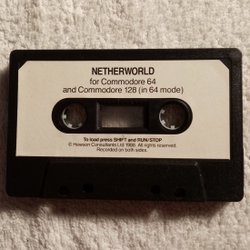 NETHERWORLD
for Commodore 64
and Commodore 128 (in 64 mode)
To load press SHIFT and RUN/STOP
© Hewson Consultants Ltd 1988. All rights reserved.
Recorded on both sides.